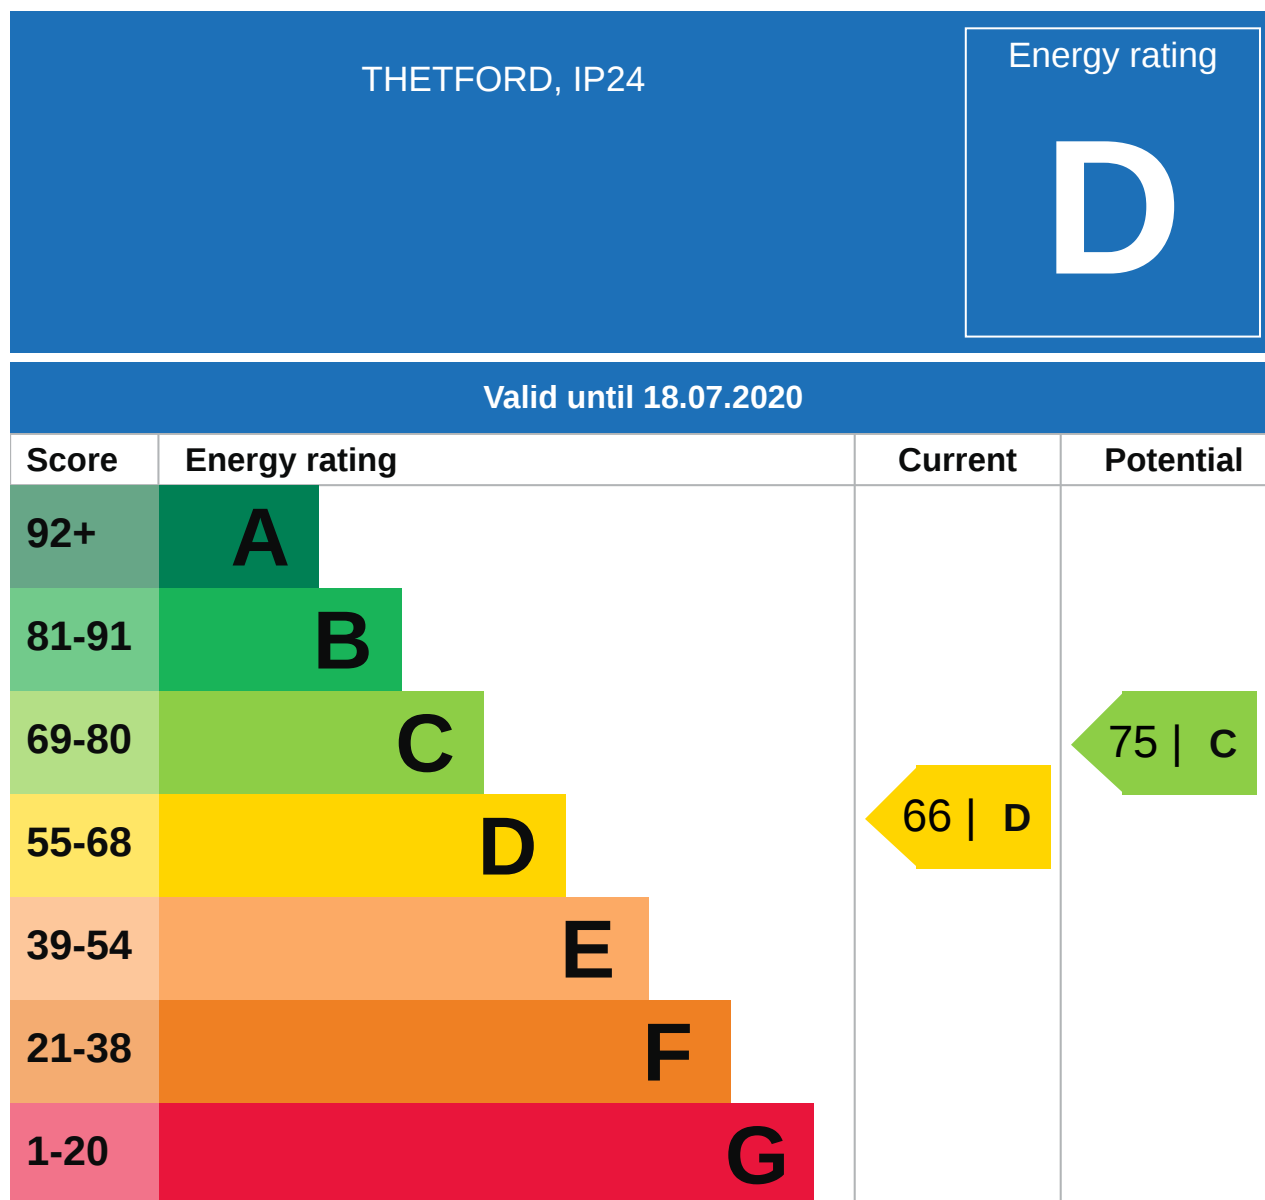 THETFORD, IP24
Energy rating
D
Valid until 18.07.2020
Score Energy rating Current Potential
92+ A
81-91 B
69-80 C
75 | C
55-68 D
66 | D
39-54 E
21-38 F
1-20 G